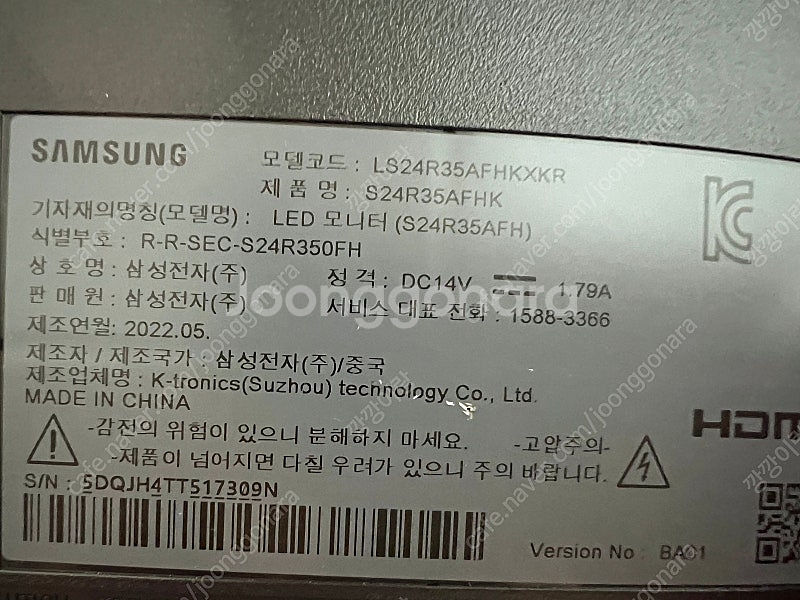 SAMSUNG
모델코드 : LS24R35AFHKXKR
제 품 명 : S24R35AFHK
기자재의명칭(모델명) : LED 모니터 (S24R35AFH)
식별부호 : R-R-SEC-S24R350FH
상 호 명 : 삼성전자(주) 정 격 : DC14V 1.79A
판 매 원 : 삼성전자(주) 서비스 대표 전화 : 1588-3366
제조연월: 2022.05.
제조자 / 제조국가 : 삼성전자(주)/중국
제조업체명 : K-tronics(Suzhou) technology Co., Ltd.
MADE IN CHINA
-감전의 위험이 있으니 분해하지 마세요. -고압주의-
-제품이 넘어지면 다칠 우려가 있으니 주의 바랍니다.
S/N : 5DQJH4TT517309N
Version No : BA01
HDMI
joonggonara
cafe.naver.com/joonggonara